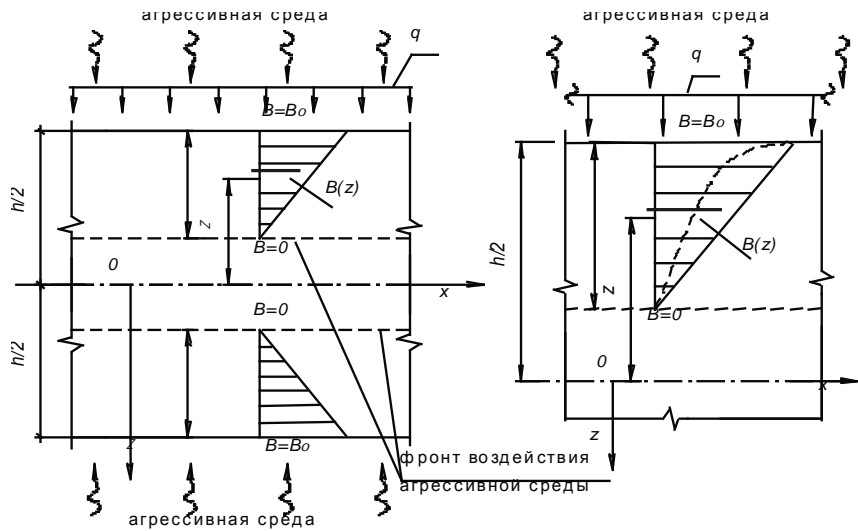 агрессивная среда
q
B=Bo
h/2
z
B(z)
B=0
0
x
B=0
h/2
B=Bo
z
агрессивная среда
фронт воздействия
агрессивной среды
агрессивная среда
q
B=Bo
h/2
z
B(z)
B=0
0
x
z